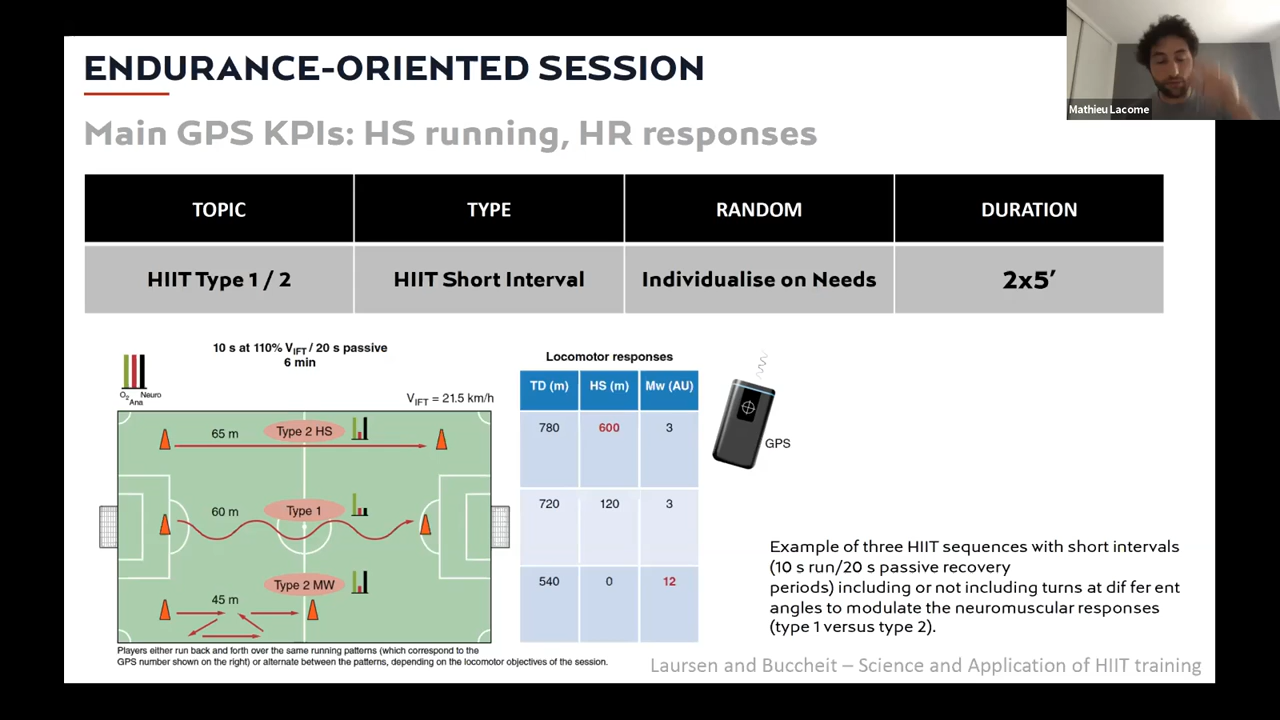 ENDURANCE-ORIENTED SESSION
Mathieu Lacome
Main GPS KPIs: HS running, HR responses
TOPIC TYPE RANDOM DURATION
HIIT Type 1 / 2 HIIT Short Interval Individualise on Needs 2x5’
10 s at 110% VIFT / 20 s passive
6 min
O2 Neuro
Ana
VIFT = 21.5 km/h
65 m Type 2 HS
60 m Type 1
Type 2 MW
45 m
Players either run back and forth over the same running patterns (which correspond to the
GPS number shown on the right) or alternate between the patterns, depending on the locomotor objectives of the session.
Locomotor responses
TD (m) HS (m) Mw (AU)
780 600 3
720 120 3
540 0 12
GPS
Example of three HIIT sequences with short intervals
(10 s run/20 s passive recovery
periods) including or not including turns at dif fer ent
angles to modulate the neuromuscular responses
(type 1 versus type 2).
Laursen and Buccheit – Science and Application of HIIT training